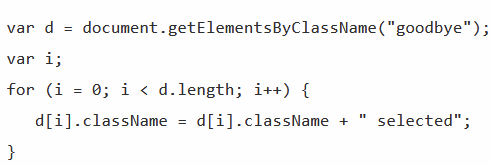 var d = document.getElementsByClassName("goodbye");
var i;
for (i = 0; i < d.length; i++) {
   d[i].className = d[i].className + " selected";
}